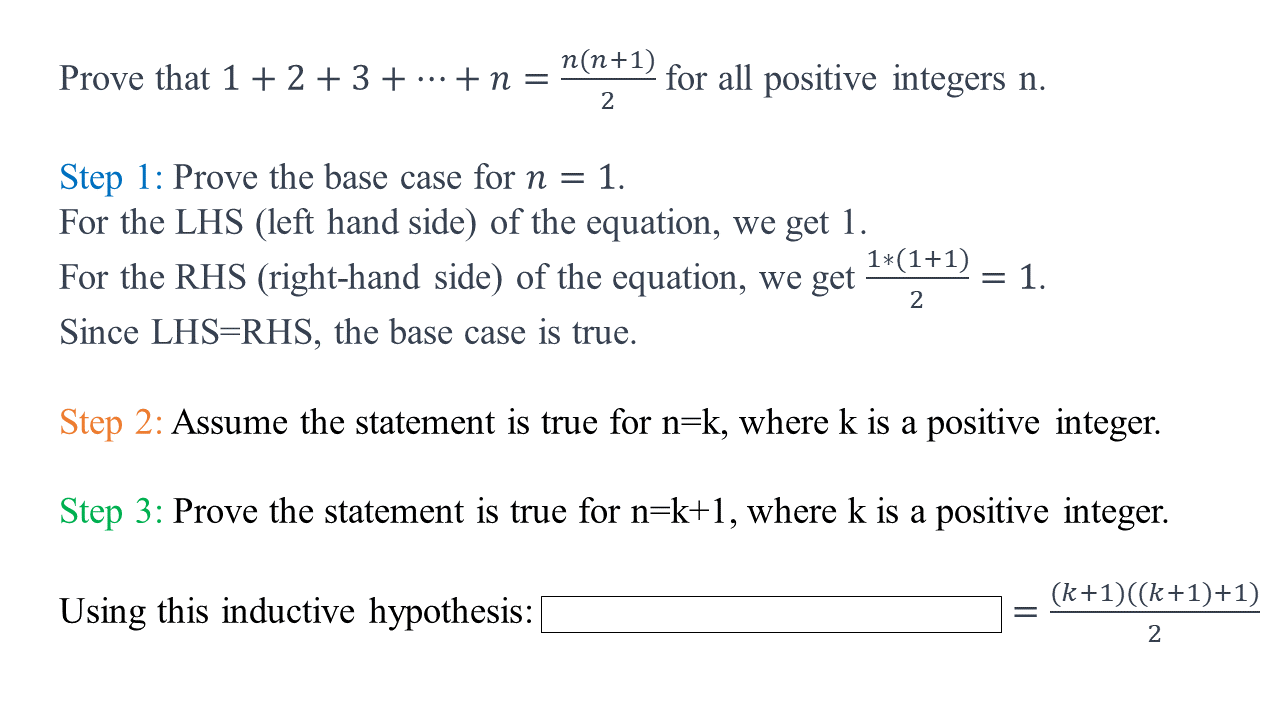 Prove that 1 + 2 + 3 + ⋯ + n = n(n+1)/2 for all positive integers n.
Step 1: Prove the base case for n = 1.
For the LHS (left hand side) of the equation, we get 1.
For the RHS (right-hand side) of the equation, we get 1*(1+1)/2 = 1.
Since LHS=RHS, the base case is true.
Step 2: Assume the statement is true for n=k, where k is a positive integer.
Step 3: Prove the statement is true for n=k+1, where k is a positive integer.
Using this inductive hypothesis: = (k+1)((k+1)+1)/2